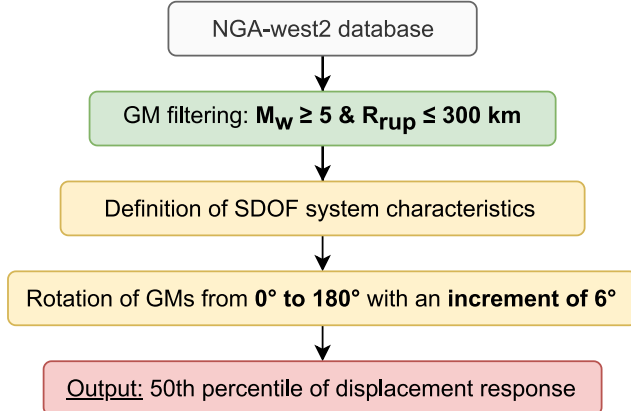 NGA-west2 database
GM filtering: Mw ≥ 5 & Rrup ≤ 300 km
Definition of SDOF system characteristics
Rotation of GMs from 0° to 180° with an increment of 6°
Output: 50th percentile of displacement response